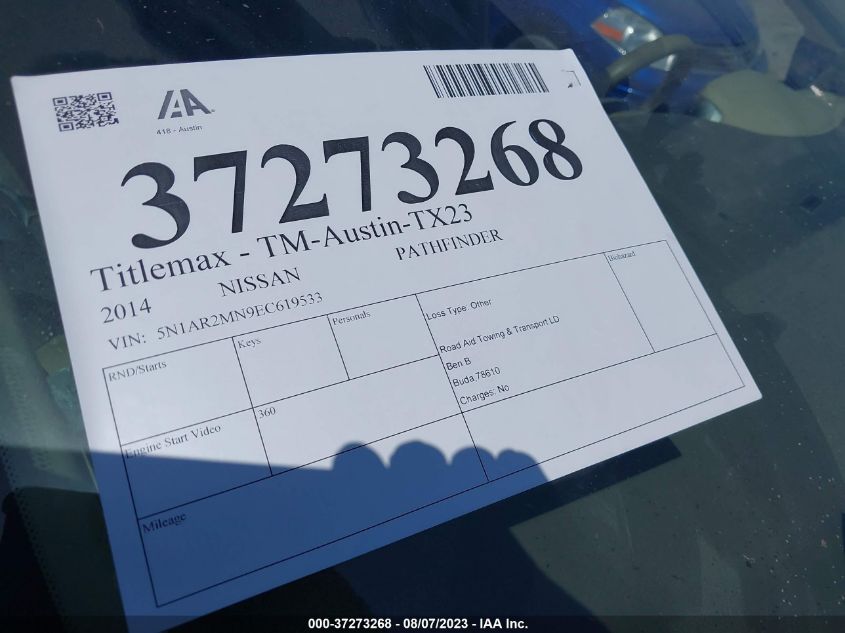 IAA
418 - Austin
37273268
Titlemax - TM-Austin-TX23
2014 NISSAN PATHFINDER
VIN: 5N1AR2MN9EC619533
RND/Starts
Keys
Personals
Loss Type Other
Biohazard
Road Aid Towing & Transport LD
Ben B
Buda 78610
Charges: No
Engine Start Video
360
Mileage
000-37273268 - 08/07/2023 - IAA Inc.